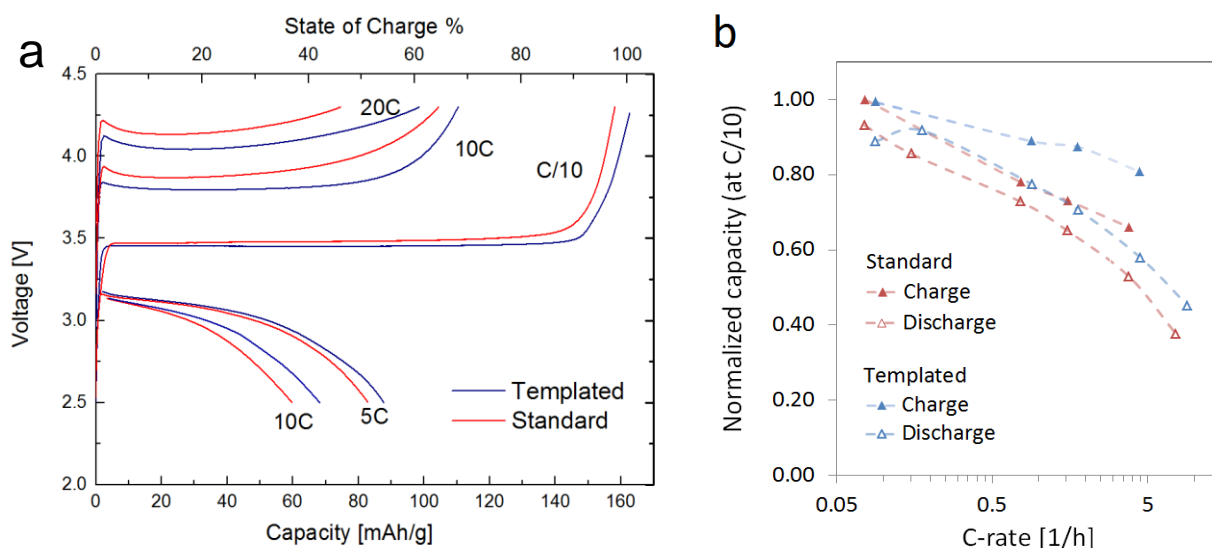 a
State of Charge %
0 20 40 60 80 100
4.5
4.0
3.5
3.0
2.5
2.0
Voltage [V]
20C
10C
C/10
10C
5C
Templated
Standard
0 20 40 60 80 100 120 140 160
Capacity [mAh/g]
b
1.00
0.80
0.60
0.40
0.20
0.00
Normalized capacity (at C/10)
Standard
Charge
Discharge
Templated
Charge
Discharge
0.05 0.5 5
C-rate [1/h]